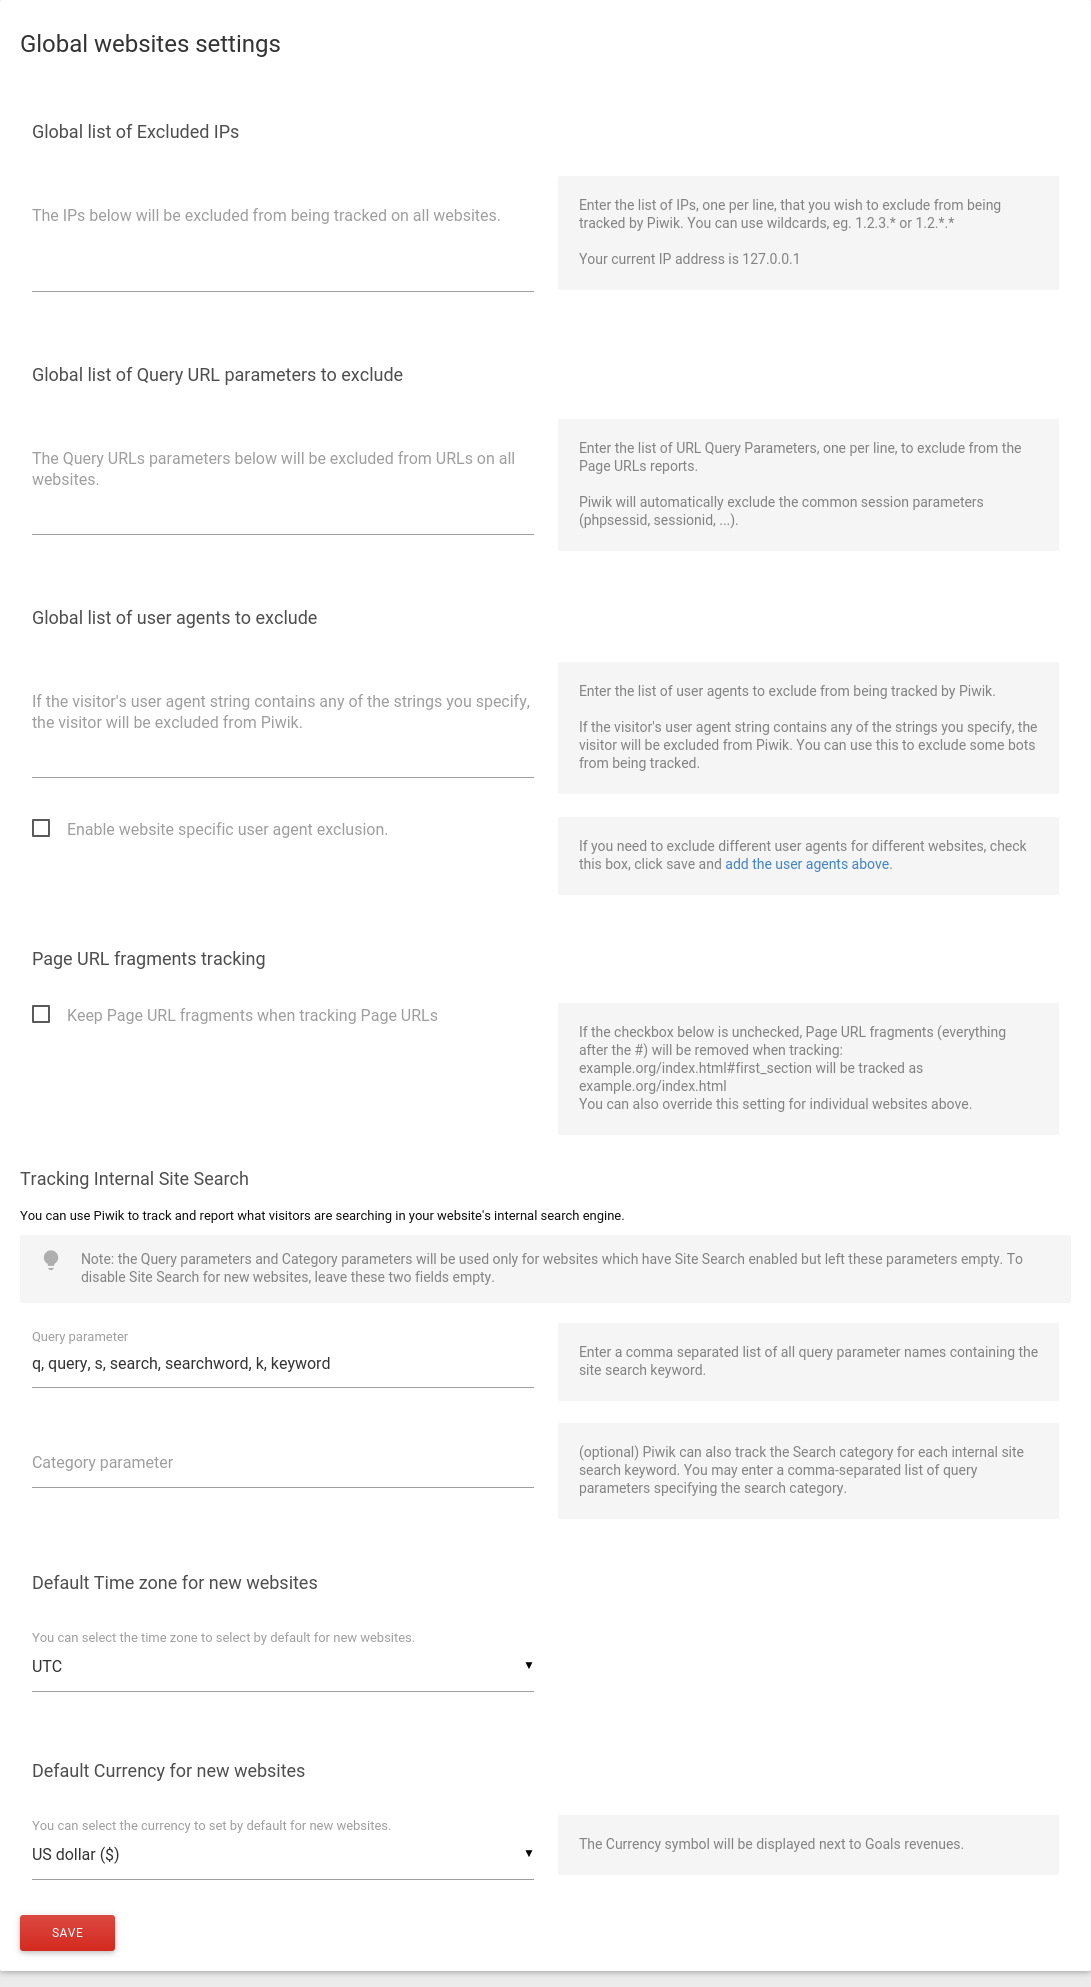 Global websites settings
Global list of Excluded IPs
The IPs below will be excluded from being tracked on all websites.
Enter the list of IPs, one per line, that you wish to exclude from being
tracked by Piwik. You can use wildcards, eg. 1.2.3.* or 1.2.*.*
Your current IP address is 127.0.0.1
Global list of Query URL parameters to exclude
The Query URLs parameters below will be excluded from URLs on all
websites.
Enter the list of URL Query Parameters, one per line, to exclude from the
Page URLs reports.
Piwik will automatically exclude the common session parameters
(phpsessid, sessionid, ...).
Global list of user agents to exclude
If the visitor's user agent string contains any of the strings you specify,
the visitor will be excluded from Piwik.
Enter the list of user agents to exclude from being tracked by Piwik.
If the visitor's user agent string contains any of the strings you specify, the
visitor will be excluded from Piwik. You can use this to exclude some bots
from being tracked.
Enable website specific user agent exclusion.
If you need to exclude different user agents for different websites, check
this box, click save and add the user agents above.
Page URL fragments tracking
Keep Page URL fragments when tracking Page URLs
If the checkbox below is unchecked, Page URL fragments (everything
after the #) will be removed when tracking:
example.org/index.html#first_section will be tracked as
example.org/index.html
You can also override this setting for individual websites above.
Tracking Internal Site Search
You can use Piwik to track and report what visitors are searching in your website's internal search engine.
Note: the Query parameters and Category parameters will be used only for websites which have Site Search enabled but left these parameters empty. To
disable Site Search for new websites, leave these two fields empty.
Query parameter
q, query, s, search, searchword, k, keyword
Enter a comma separated list of all query parameter names containing the
site search keyword.
Category parameter
(optional) Piwik can also track the Search category for each internal site
search keyword. You may enter a comma-separated list of query
parameters specifying the search category.
Default Time zone for new websites
You can select the time zone to select by default for new websites.
UTC
Default Currency for new websites
You can select the currency to set by default for new websites.
US dollar ($)
The Currency symbol will be displayed next to Goals revenues.
SAVE